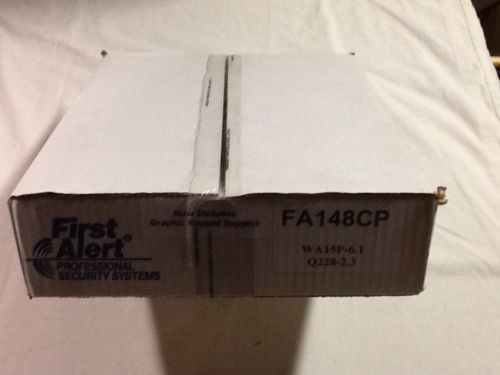 First
Alert®
PROFESSIONAL
SECURITY SYSTEMS
Now Includes
Graphic Keypad Support
FA148CP
WA15P-6.1
Q228-2.3